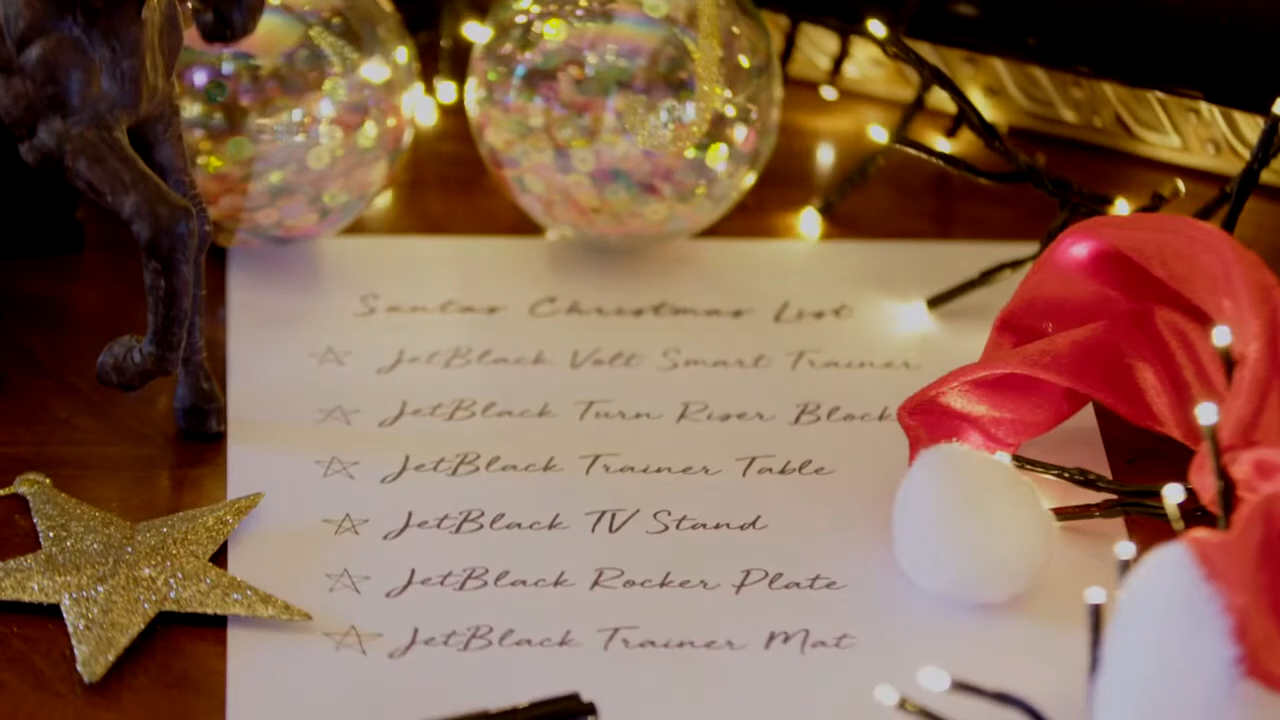 Santas Christmas List
JetBlack Volt Smart Trainer
JetBlack Turn Riser Block
JetBlack Trainer Table
JetBlack TV Stand
JetBlack Rocker Plate
JetBlack Trainer Mat